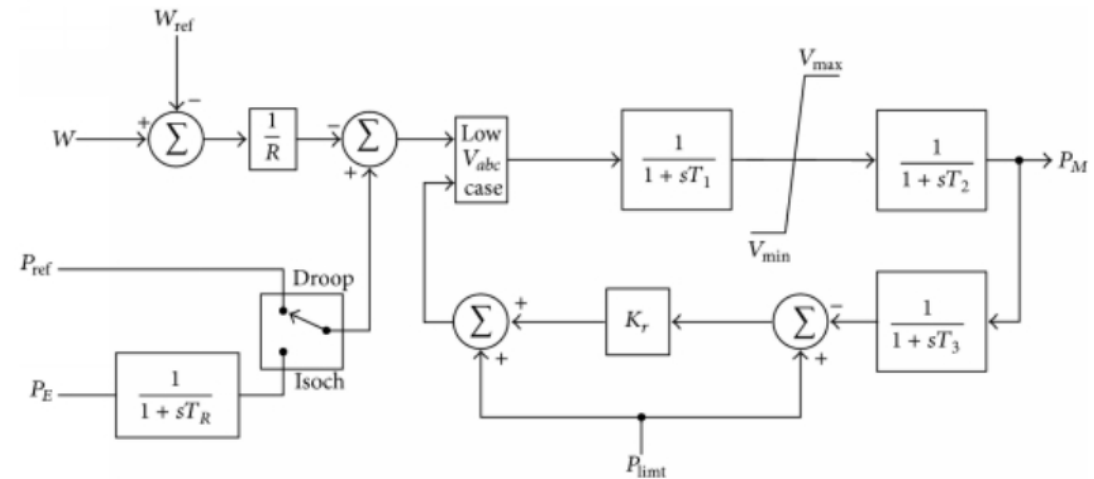 W_ref
−
+
W
Σ
1
R
−
Σ
+
Low
V_abc
case
1
1 + sT_1
V_max
V_min
1
1 + sT_2
P_M
P_ref
Droop
Isoch
P_E
1
1 + sT_R
Σ
+
+
K_r
Σ
−
+
1
1 + sT_3
P_limt